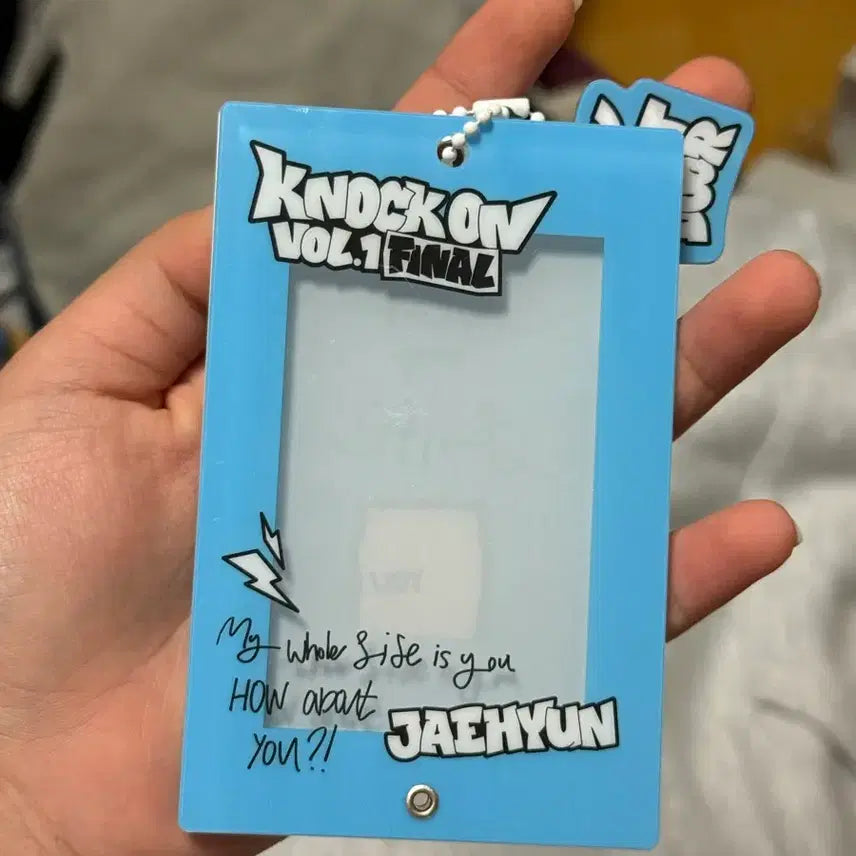 KNOCK ON
VOL.1 FINAL
My whole life is you
HOW about
YOU?!
JAEHYUN